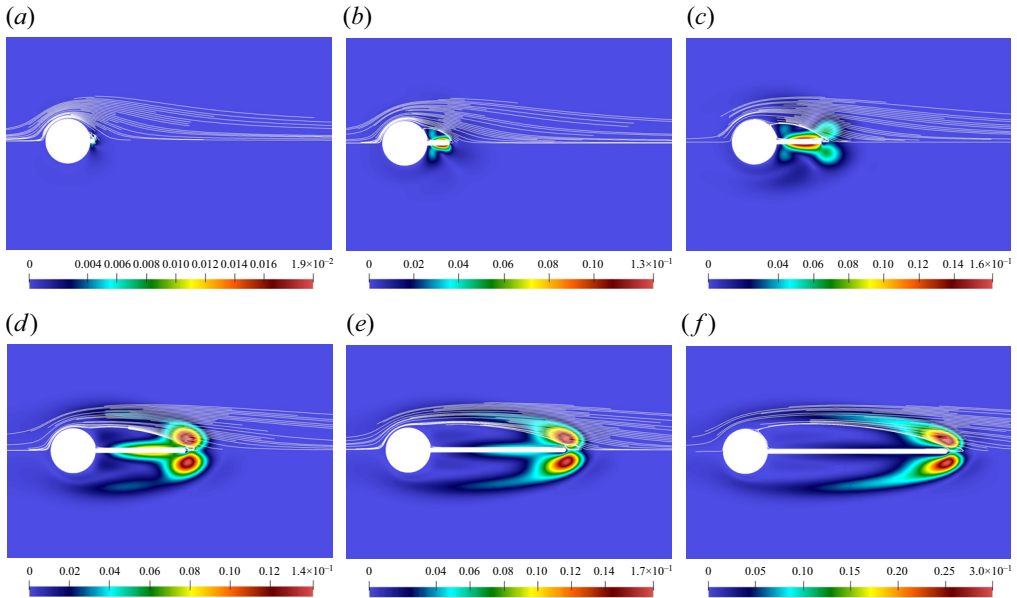 (a) (b) (c)
0 0.004 0.006 0.008 0.010 0.012 0.014 0.016 1.9×10⁻² 0 0.02 0.04 0.06 0.08 0.10 1.3×10⁻¹ 0 0.04 0.06 0.08 0.10 0.12 0.14 1.6×10⁻¹
(d) (e) (f)
0 0.02 0.04 0.06 0.08 0.10 0.12 1.4×10⁻¹ 0 0.04 0.06 0.08 0.10 0.12 0.14 1.7×10⁻¹ 0 0.05 0.10 0.15 0.20 0.25 3.0×10⁻¹